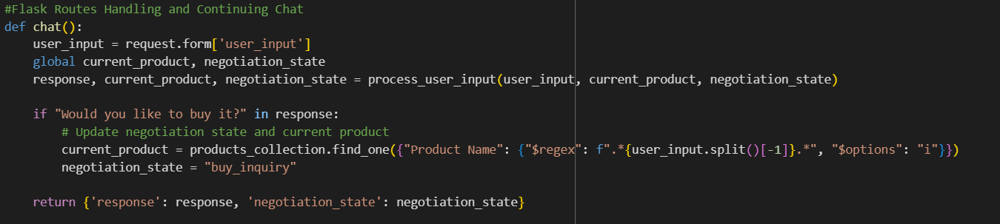 #Flask Routes Handling and Continuing Chat
def chat():
    user_input = request.form['user_input']
    global current_product, negotiation_state
    response, current_product, negotiation_state = process_user_input(user_input, current_product, negotiation_state)

    if "Would you like to buy it?" in response:
        # Update negotiation state and current product
        current_product = products_collection.find_one({"Product Name": {"$regex": f".*{user_input.split()[-1]}.*", "$options": "i"}})
        negotiation_state = "buy_inquiry"

    return {'response': response, 'negotiation_state': negotiation_state}